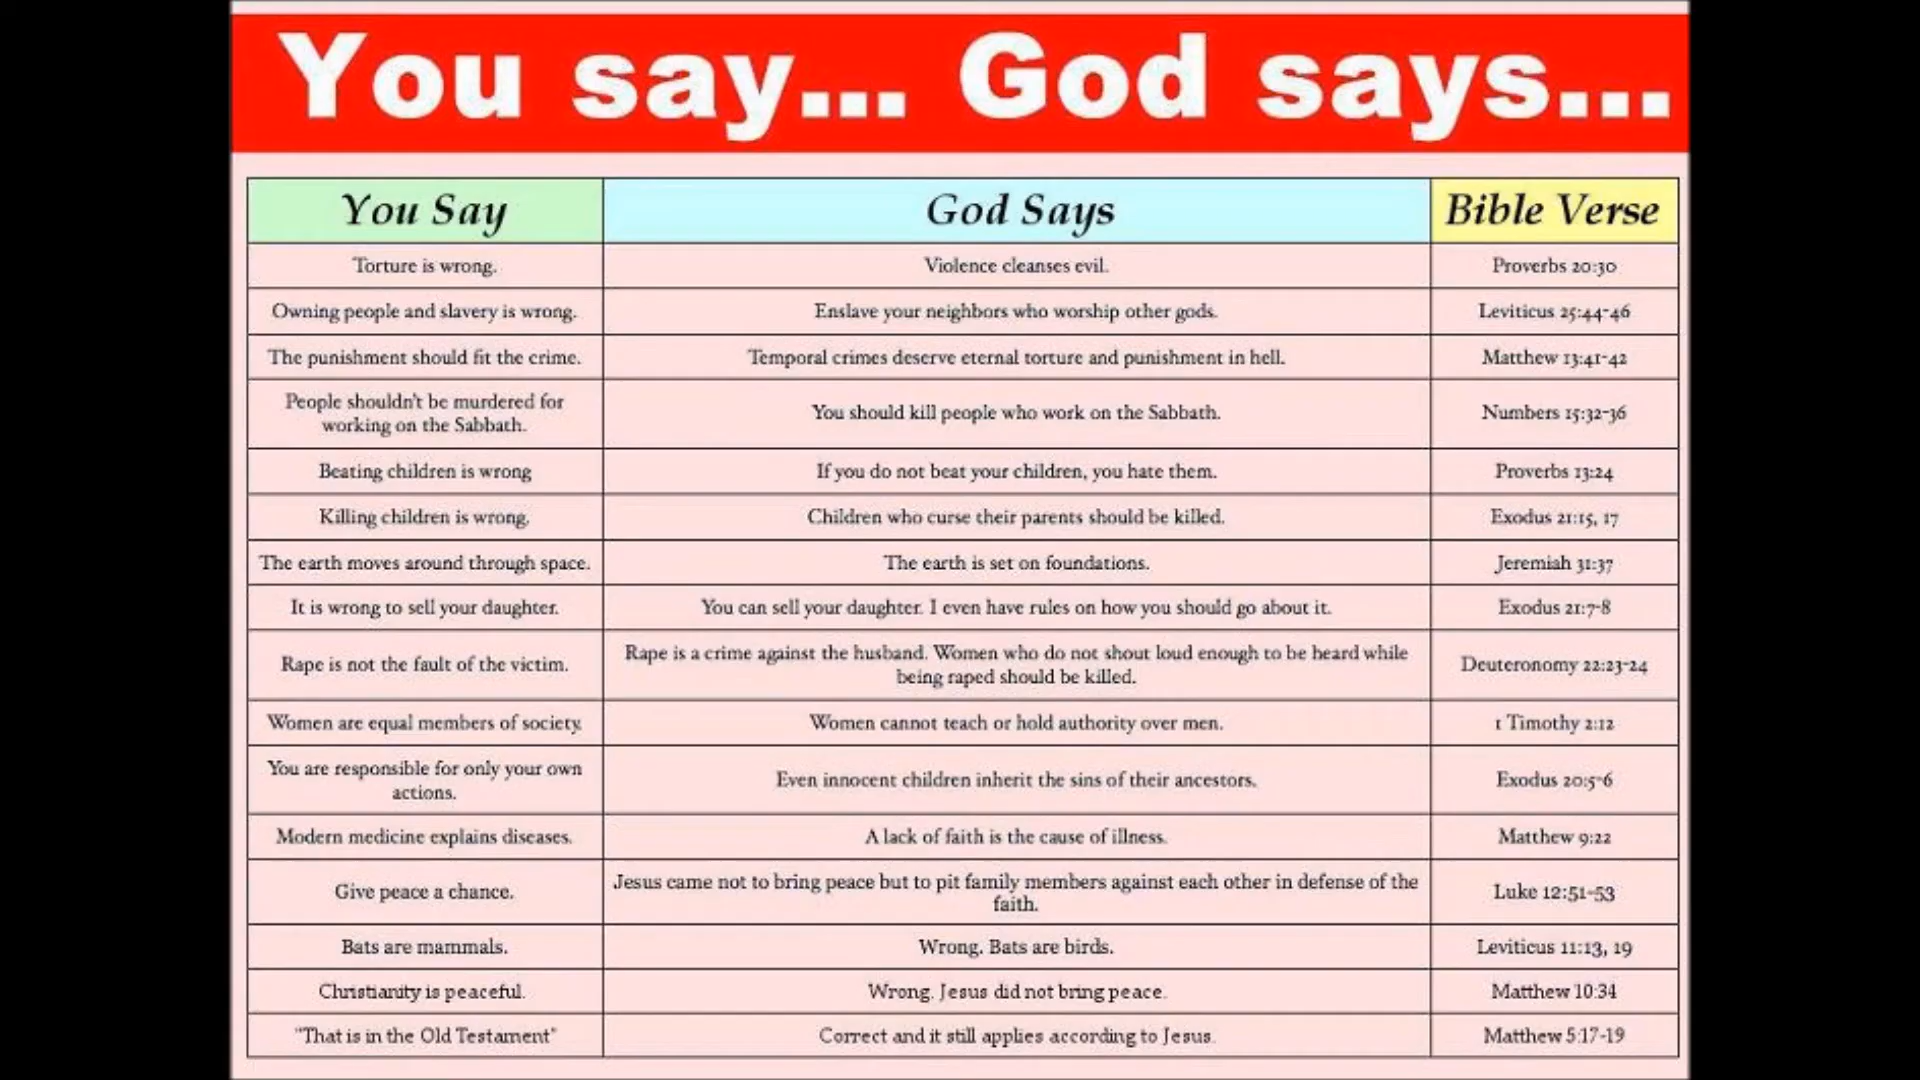 You say... God says...
You Say God Says Bible Verse
Torture is wrong. Violence cleanses evil. Proverbs 20:30
Owning people and slavery is wrong. Enslave your neighbors who worship other gods. Leviticus 25:44-46
The punishment should fit the crime. Temporal crimes deserve eternal torture and punishment in hell. Matthew 13:41-42
People shouldn't be murdered for
working on the Sabbath. You should kill people who work on the Sabbath. Numbers 15:32-36
Beating children is wrong If you do not beat your children, you hate them. Proverbs 13:24
Killing children is wrong. Children who curse their parents should be killed. Exodus 21:15, 17
The earth moves around through space. The earth is set on foundations. Jeremiah 31:37
It is wrong to sell your daughter. You can sell your daughter. I even have rules on how you should go about it. Exodus 21:7-8
Rape is not the fault of the victim. Rape is a crime against the husband. Women who do not shout loud enough to be heard while
being raped should be killed. Deuteronomy 22:23-24
Women are equal members of society. Women cannot teach or hold authority over men. 1 Timothy 2:12
You are responsible for only your own
actions. Even innocent children inherit the sins of their ancestors. Exodus 20:5-6
Modern medicine explains diseases. A lack of faith is the cause of illness. Matthew 9:22
Give peace a chance. Jesus came not to bring peace but to pit family members against each other in defense of the
faith. Luke 12:51-53
Bats are mammals. Wrong. Bats are birds. Leviticus 11:13, 19
Christianity is peaceful. Wrong. Jesus did not bring peace. Matthew 10:34
"That is in the Old Testament" Correct and it still applies according to Jesus. Matthew 5:17-19